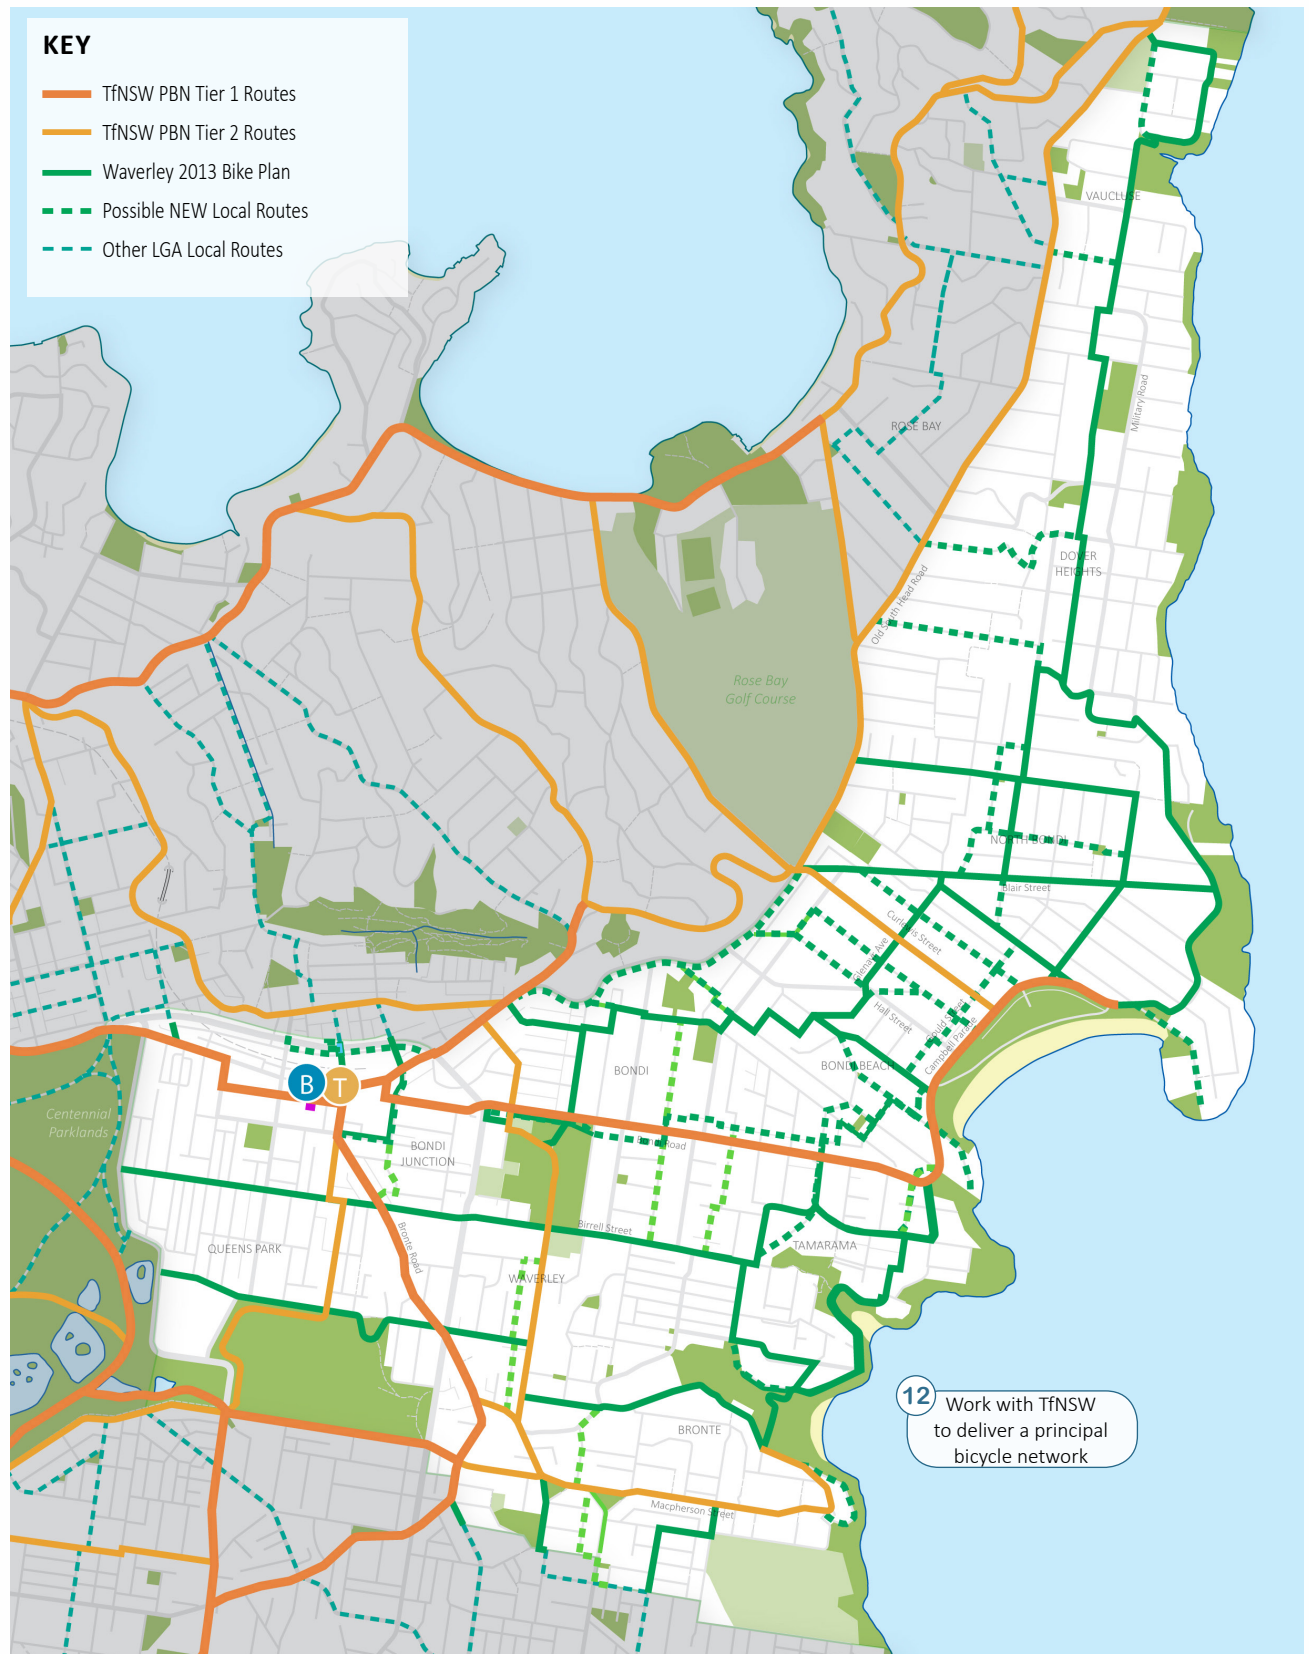 KEY
TfNSW PBN Tier 1 Routes
TfNSW PBN Tier 2 Routes
Waverley 2013 Bike Plan
Possible NEW Local Routes
Other LGA Local Routes
VAUCLUSE
Military Road
ROSE BAY
DOVER
HEIGHTS
Old South Head Road
Rose Bay
Golf Course
NORTH BONDI
Blair Street
Curlewis Street
Glenayr Ave
Hall Street
Gould Street
Campbell Parade
BONDI BEACH
BONDI
B
T
Centennial
Parklands
Bondi Road
BONDI
JUNCTION
Birrell Street
Bronte Road
QUEENS PARK
TAMARAMA
WAVERLEY
12
Work with TfNSW
to deliver a principal
bicycle network
BRONTE
Macpherson Street